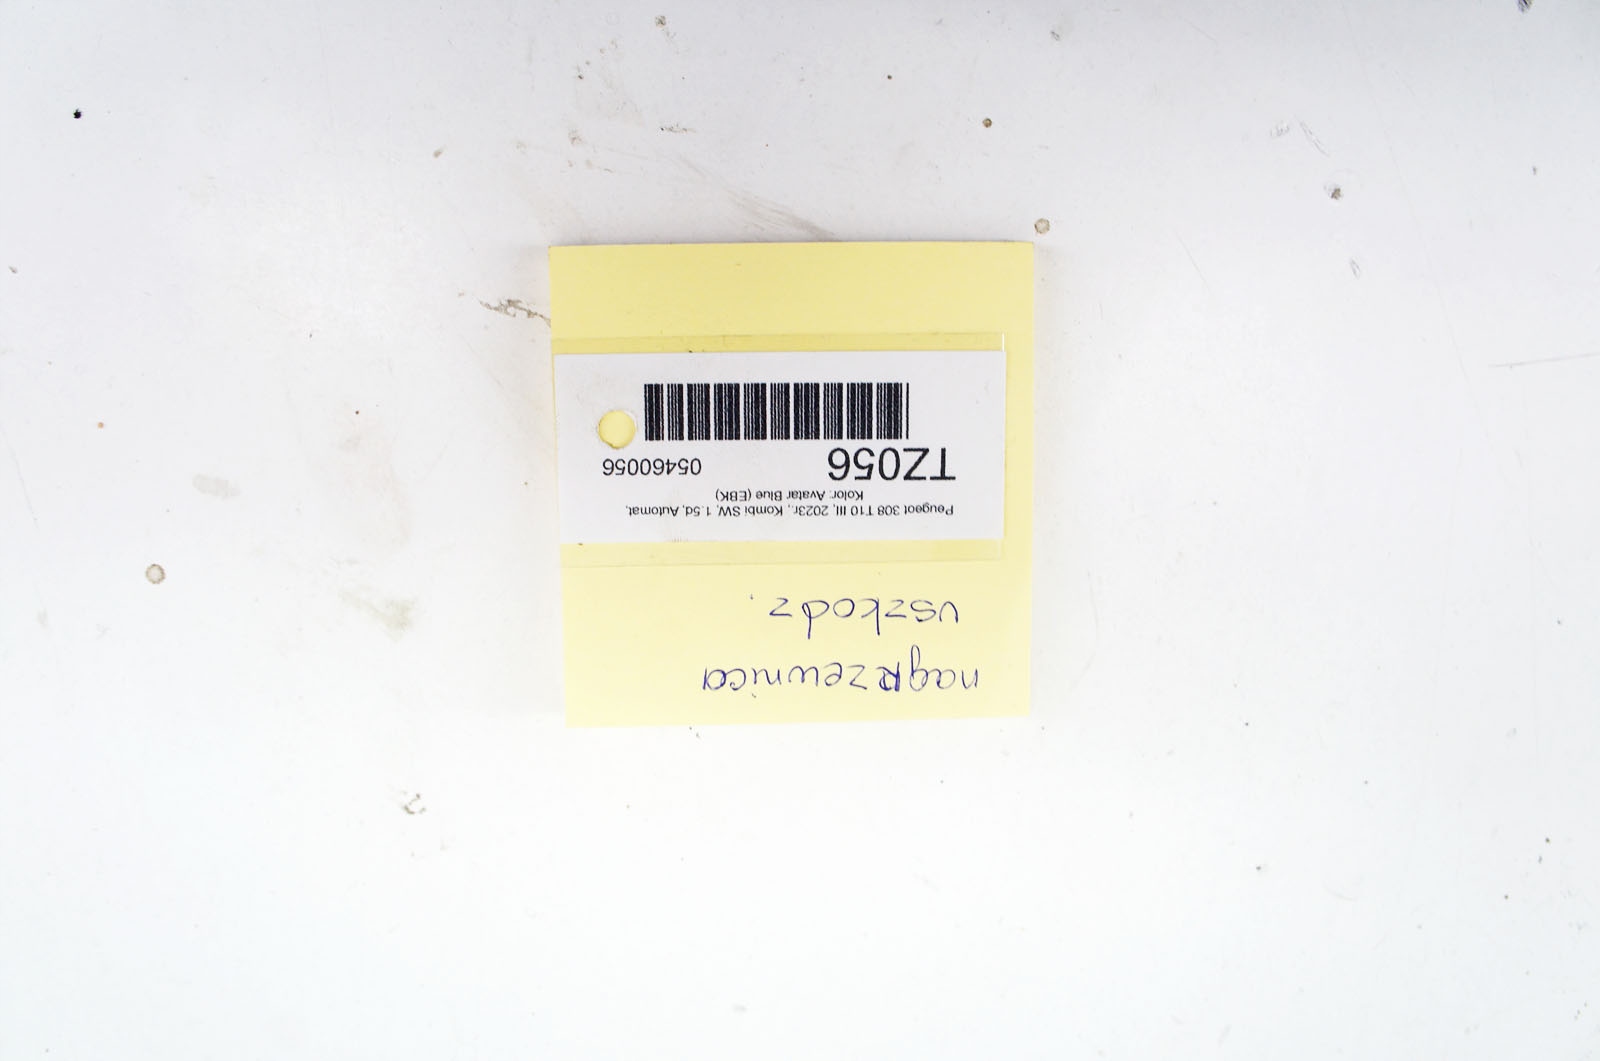 nagRzewnica
uszkodz.
Peugeot 308 T10 III, 2023r., Kombi SW, 1.5d, Automat,
Kolor: Avatar Blue (EBK)
TZ056 05460056